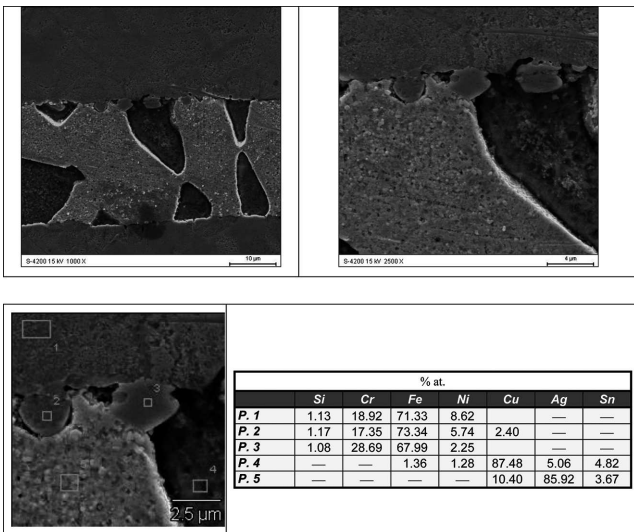 S-4200 15 kV 1000 X 10 µm
S-4200 15 kV 2500 X 4 µm
1
2
3
4
2.5 µm
% at.
Si Cr Fe Ni Cu Ag Sn
P. 1 1.13 18.92 71.33 8.62 — —
P. 2 1.17 17.35 73.34 5.74 2.40 — —
P. 3 1.08 28.69 67.99 2.25 — —
P. 4 — — 1.36 1.28 87.48 5.06 4.82
P. 5 — — — — 10.40 85.92 3.67